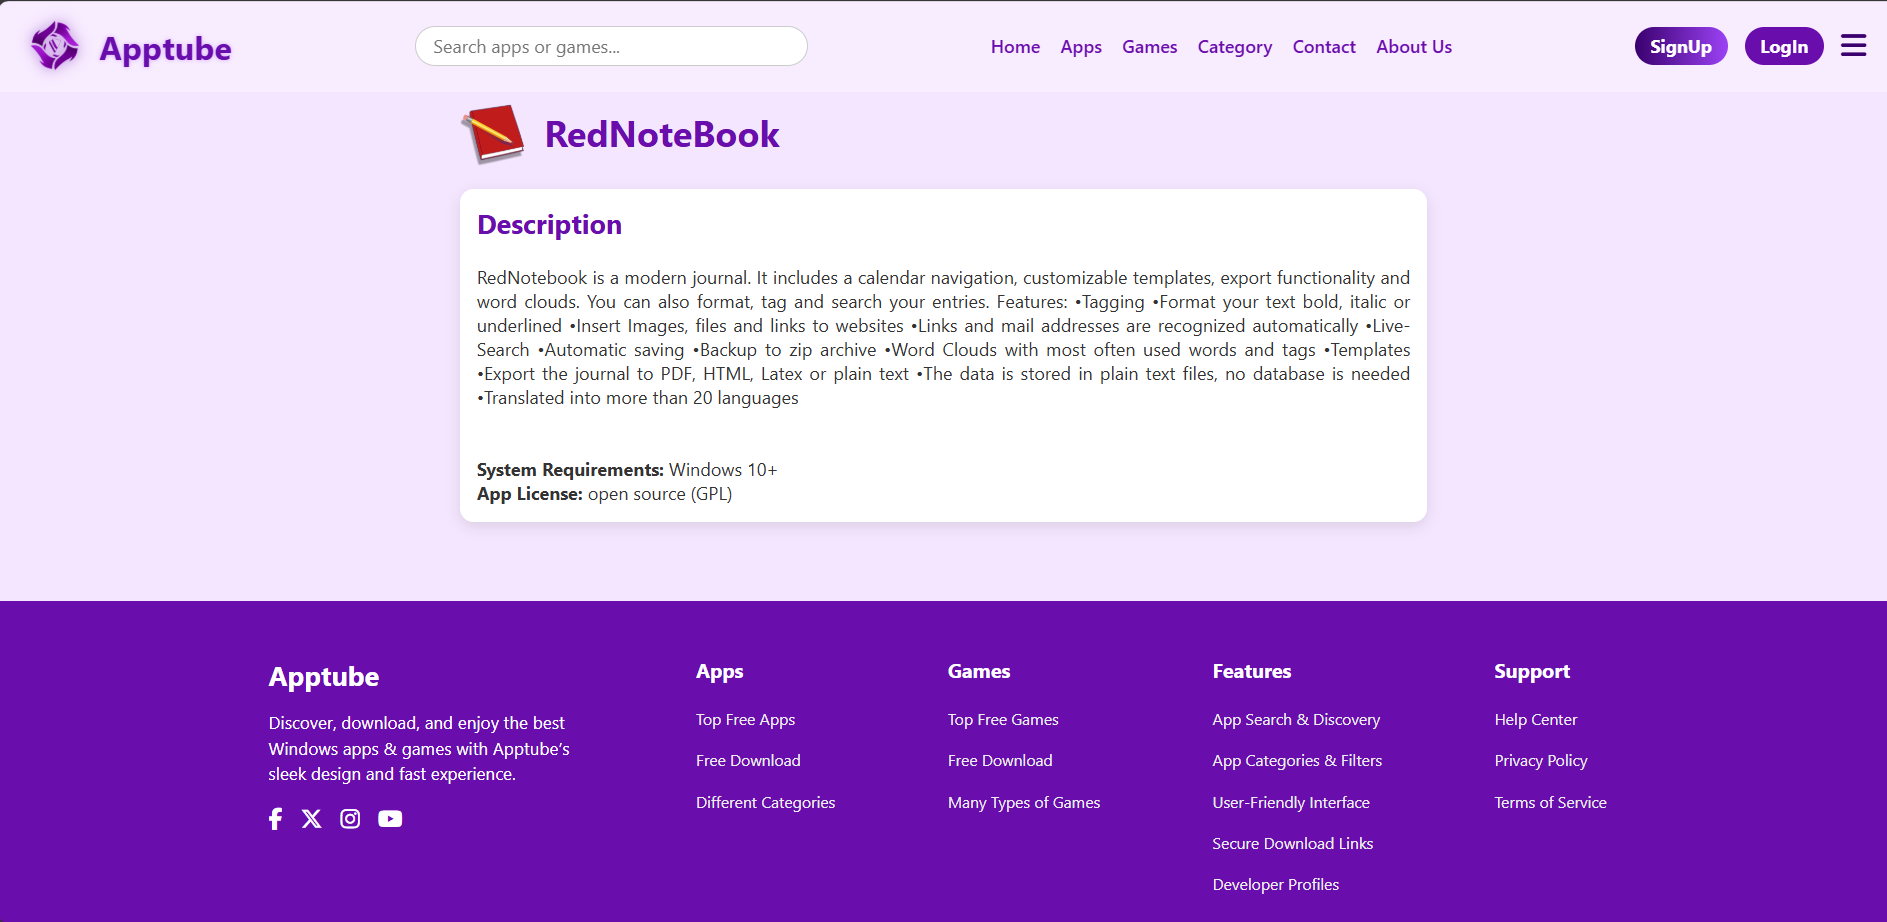 Apptube
Search apps or games...
Home Apps Games Category Contact About Us
SignUp LogIn
RedNoteBook
Description
RedNotebook is a modern journal. It includes a calendar navigation, customizable templates, export functionality and
word clouds. You can also format, tag and search your entries. Features: •Tagging •Format your text bold, italic or
underlined •Insert Images, files and links to websites •Links and mail addresses are recognized automatically •Live-
Search •Automatic saving •Backup to zip archive •Word Clouds with most often used words and tags •Templates
•Export the journal to PDF, HTML, Latex or plain text •The data is stored in plain text files, no database is needed
•Translated into more than 20 languages
System Requirements: Windows 10+
App License: open source (GPL)
Apptube
Discover, download, and enjoy the best
Windows apps & games with Apptube’s
sleek design and fast experience.
Apps
Top Free Apps
Free Download
Different Categories
Games
Top Free Games
Free Download
Many Types of Games
Features
App Search & Discovery
App Categories & Filters
User-Friendly Interface
Secure Download Links
Developer Profiles
Support
Help Center
Privacy Policy
Terms of Service